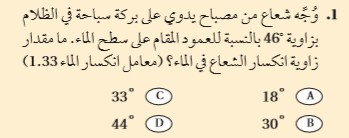 1. وُجِّه شعاع من مصباح يدوي على بركة سباحة في الظلام
بزاوية 46° بالنسبة للعمود المقام على سطح الماء. ما مقدار
زاوية انكسار الشعاع في الماء؟ (معامل انكسار الماء 1.33)
18° A 33° C
30° B 44° D